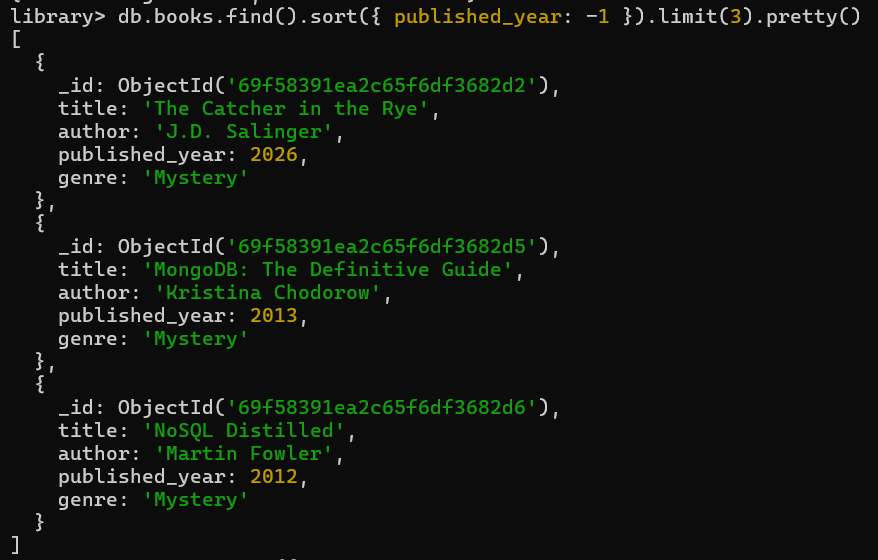 library> db.books.find().sort({ published_year: -1 }).limit(3).pretty()
[
  {
    _id: ObjectId('69f58391ea2c65f6df3682d2'),
    title: 'The Catcher in the Rye',
    author: 'J.D. Salinger',
    published_year: 2026,
    genre: 'Mystery'
  },
  {
    _id: ObjectId('69f58391ea2c65f6df3682d5'),
    title: 'MongoDB: The Definitive Guide',
    author: 'Kristina Chodorow',
    published_year: 2013,
    genre: 'Mystery'
  },
  {
    _id: ObjectId('69f58391ea2c65f6df3682d6'),
    title: 'NoSQL Distilled',
    author: 'Martin Fowler',
    published_year: 2012,
    genre: 'Mystery'
  }
]